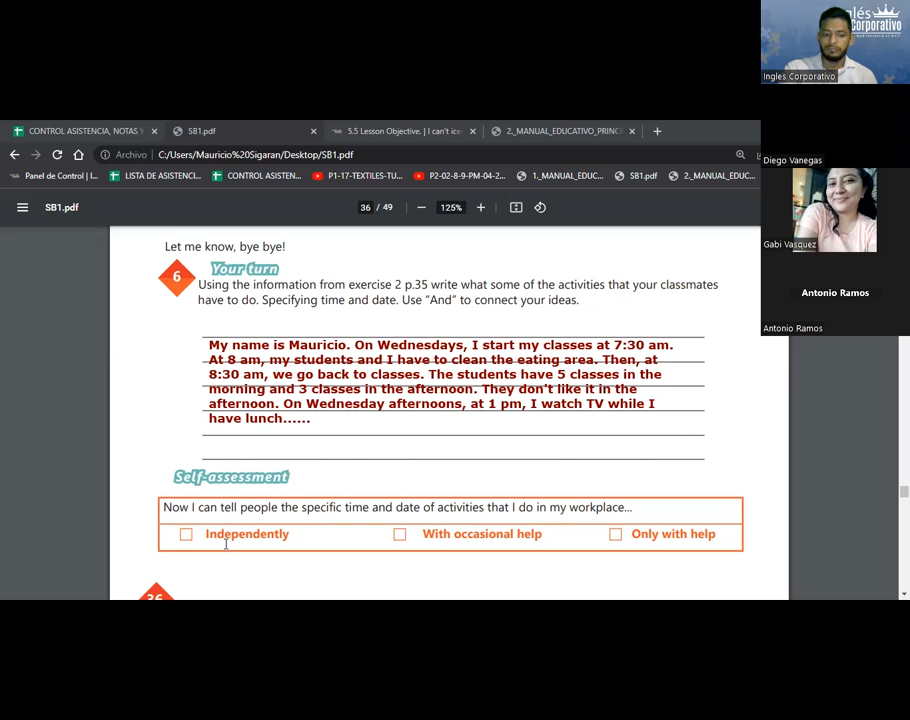 CONTROL ASISTENCIA, NOTAS Y
SB1.pdf
5.5 Lesson Objective. | I can't ice-
2._MANUAL_EDUCATIVO_PRINCI
Archivo
C:/Users/Mauricio%20Sigaran/Desktop/SB1.pdf
Panel de Control | I...
LISTA DE ASISTENCI...
CONTROL ASISTEN...
P1-17-TEXTILES-TU...
P2-02-8-9-PM-04-2...
1._MANUAL_EDUC...
SB1.pdf
2._MANUAL_EDUC...
SB1.pdf
36 / 49
125%
Let me know, bye bye!
6
Your turn
Using the information from exercise 2 p.35 write what some of the activities that your classmates
have to do. Specifying time and date. Use “And” to connect your ideas.
My name is Mauricio. On Wednesdays, I start my classes at 7:30 am.
At 8 am, my students and I have to clean the eating area. Then, at
8:30 am, we go back to classes. The students have 5 classes in the
morning and 3 classes in the afternoon. They don't like it in the
afternoon. On Wednesday afternoons, at 1 pm, I watch TV while I
have lunch......
Self-assessment
Now I can tell people the specific time and date of activities that I do in my workplace...
Independently
With occasional help
Only with help
36
glés
Corporativo
Ingles Corporativo
Diego Vanegas
Gabi Vasquez
Antonio Ramos
Antonio Ramos